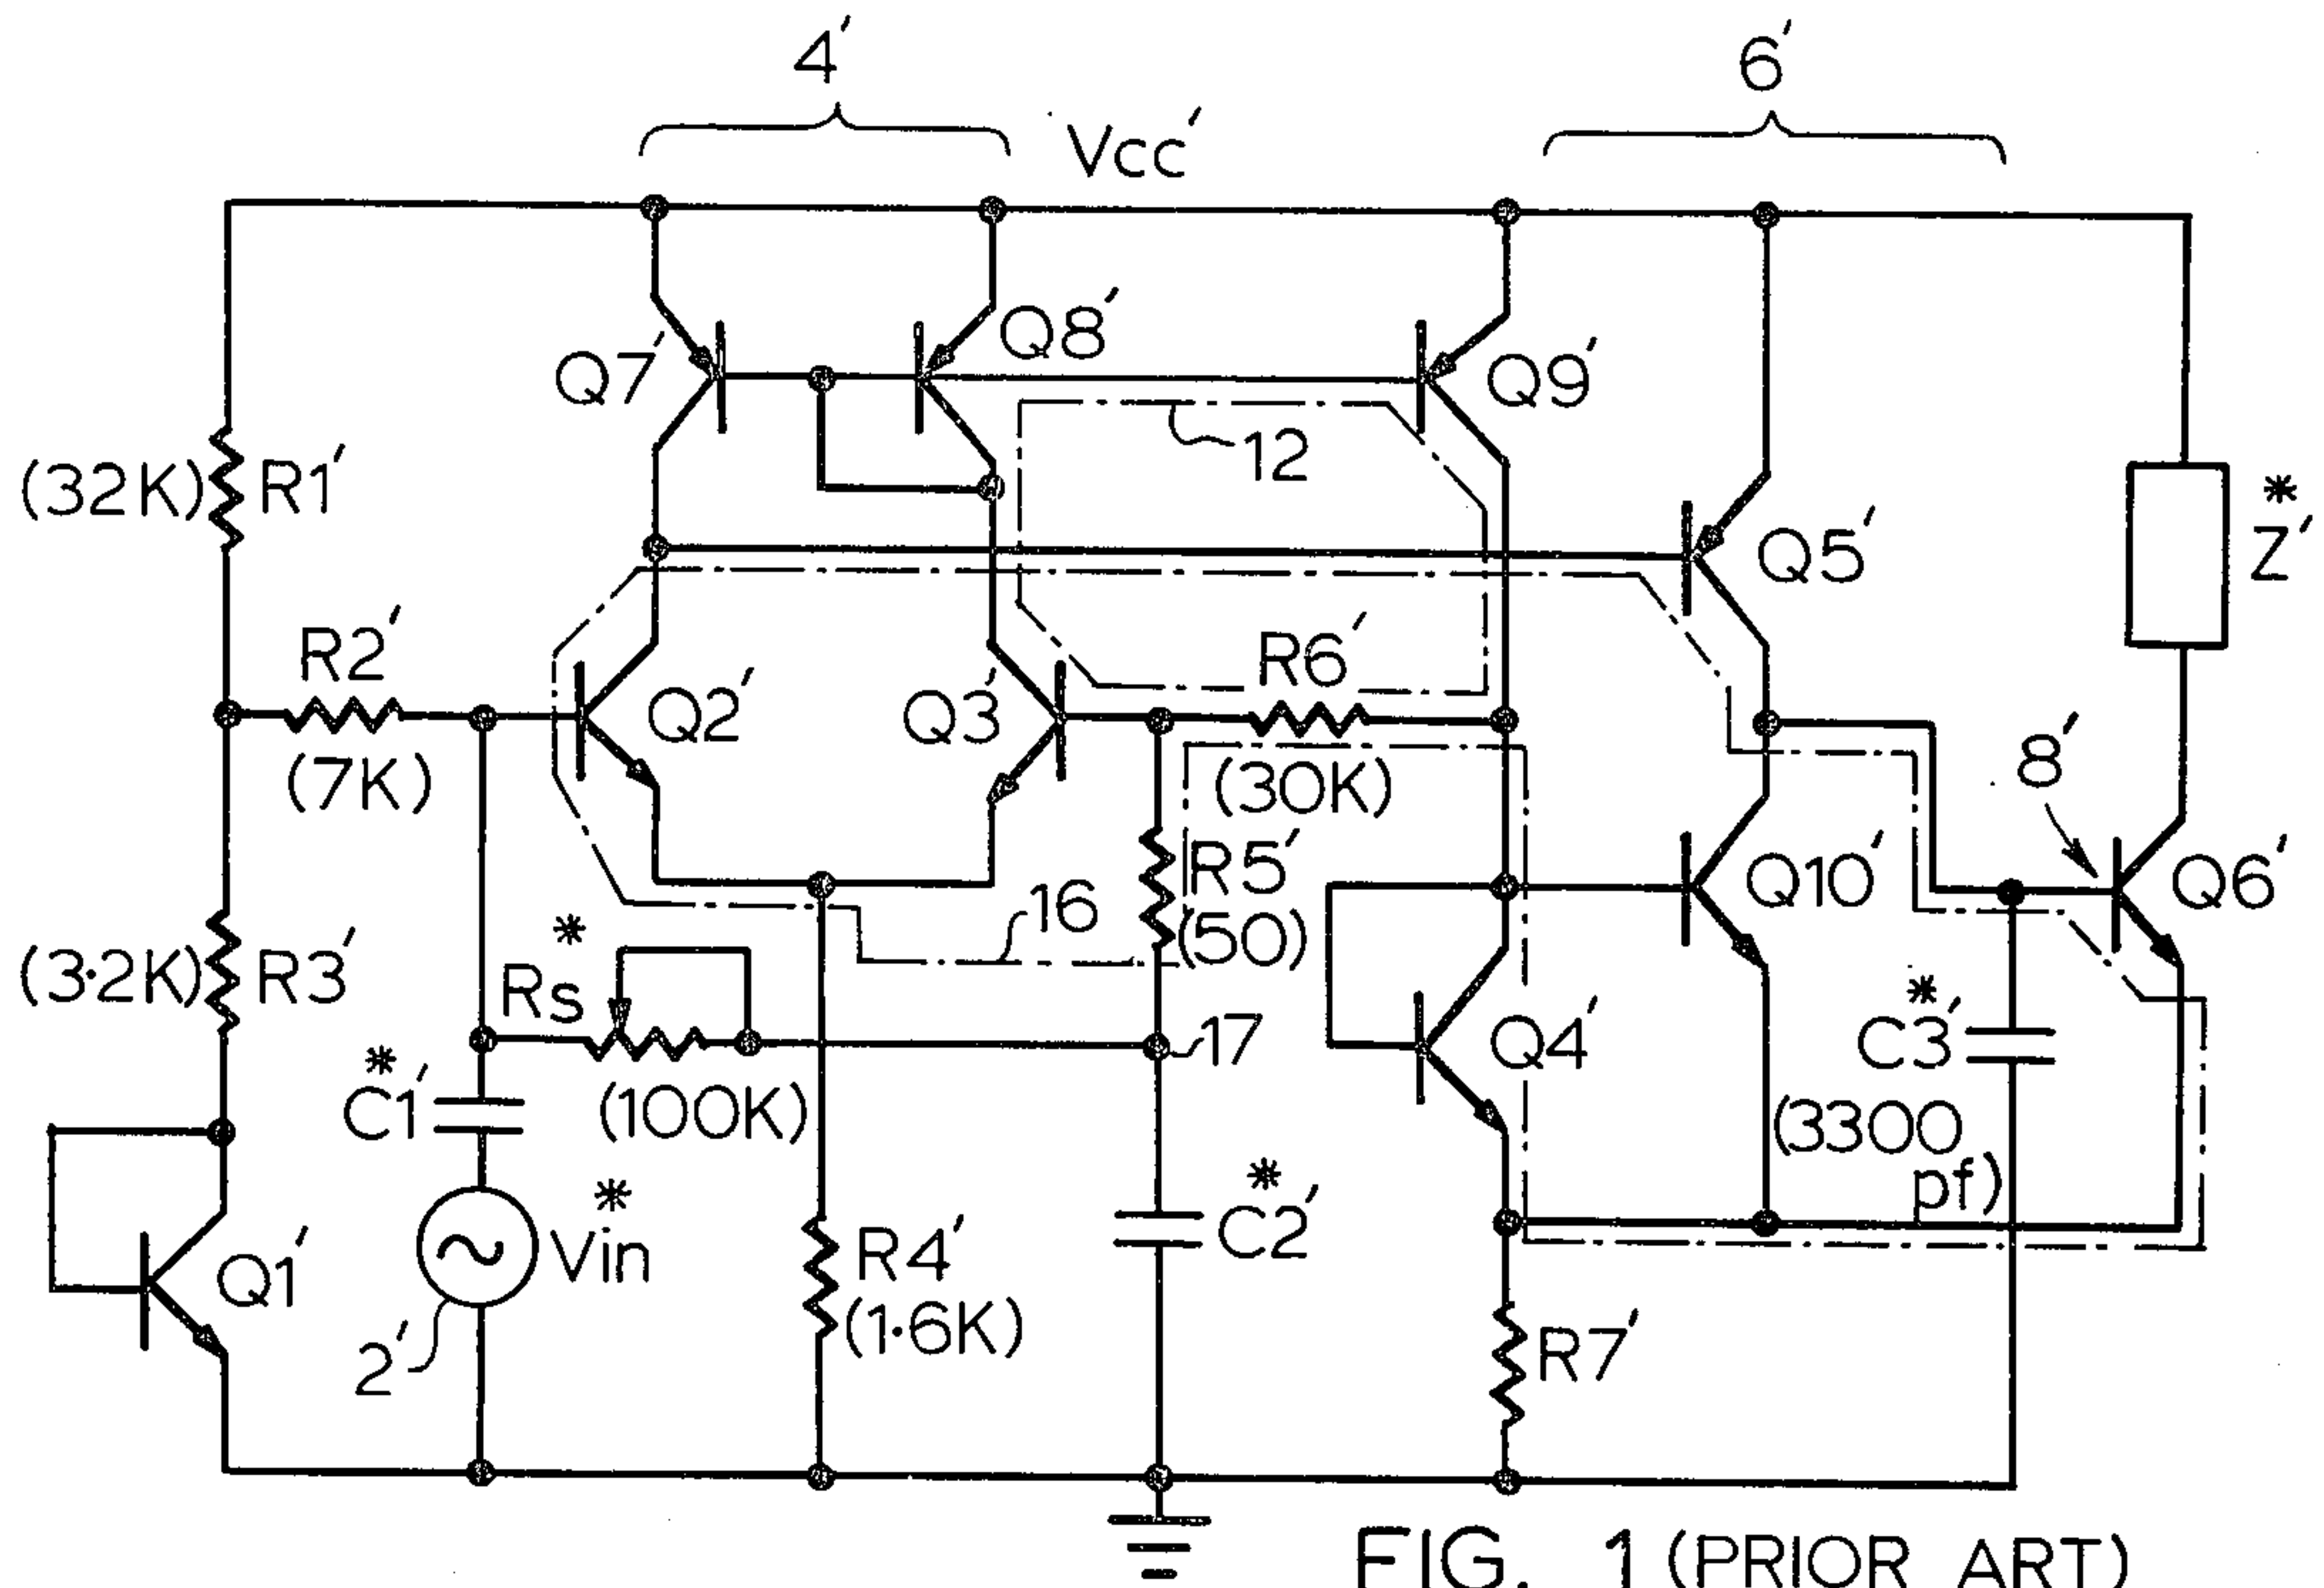 4'
6'
Vcc'
Q8'
Q7'
Q9'
12
(32K)
R1'
*
Z'
Q5'
R2'
R6'
Q2'
Q3'
(7K)
(30K)
8'
R5'
Q10'
Q6'
16
(50)
*
(3·2K)
R3'
Rs
*
C3'
17
Q4'
*
C1'
(100K)
(3300
pf)
*
C2'
*
Vin
R4'
Q1'
(1·6K)
2'
R7'
FIG. 1 (PRIOR ART)